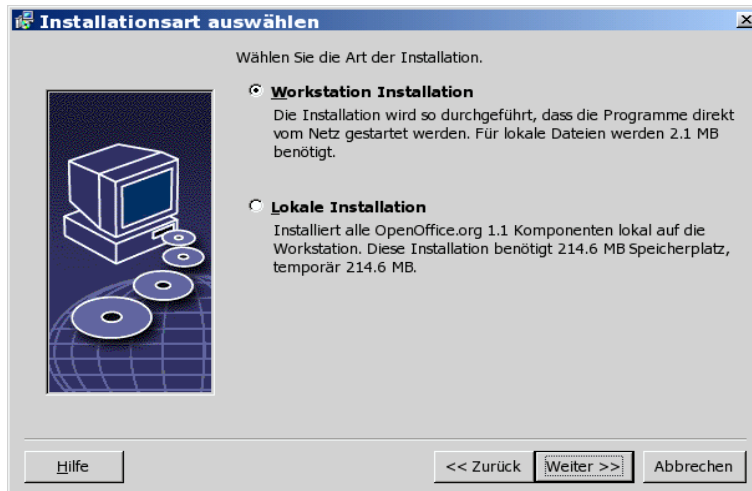 Installationsart auswählen
Wählen Sie die Art der Installation.
Workstation Installation
Die Installation wird so durchgeführt, dass die Programme direkt
vom Netz gestartet werden. Für lokale Dateien werden 2.1 MB
benötigt.
Lokale Installation
Installiert alle OpenOffice.org 1.1 Komponenten lokal auf die
Workstation. Diese Installation benötigt 214.6 MB Speicherplatz,
temporär 214.6 MB.
Hilfe
<< Zurück
Weiter >>
Abbrechen